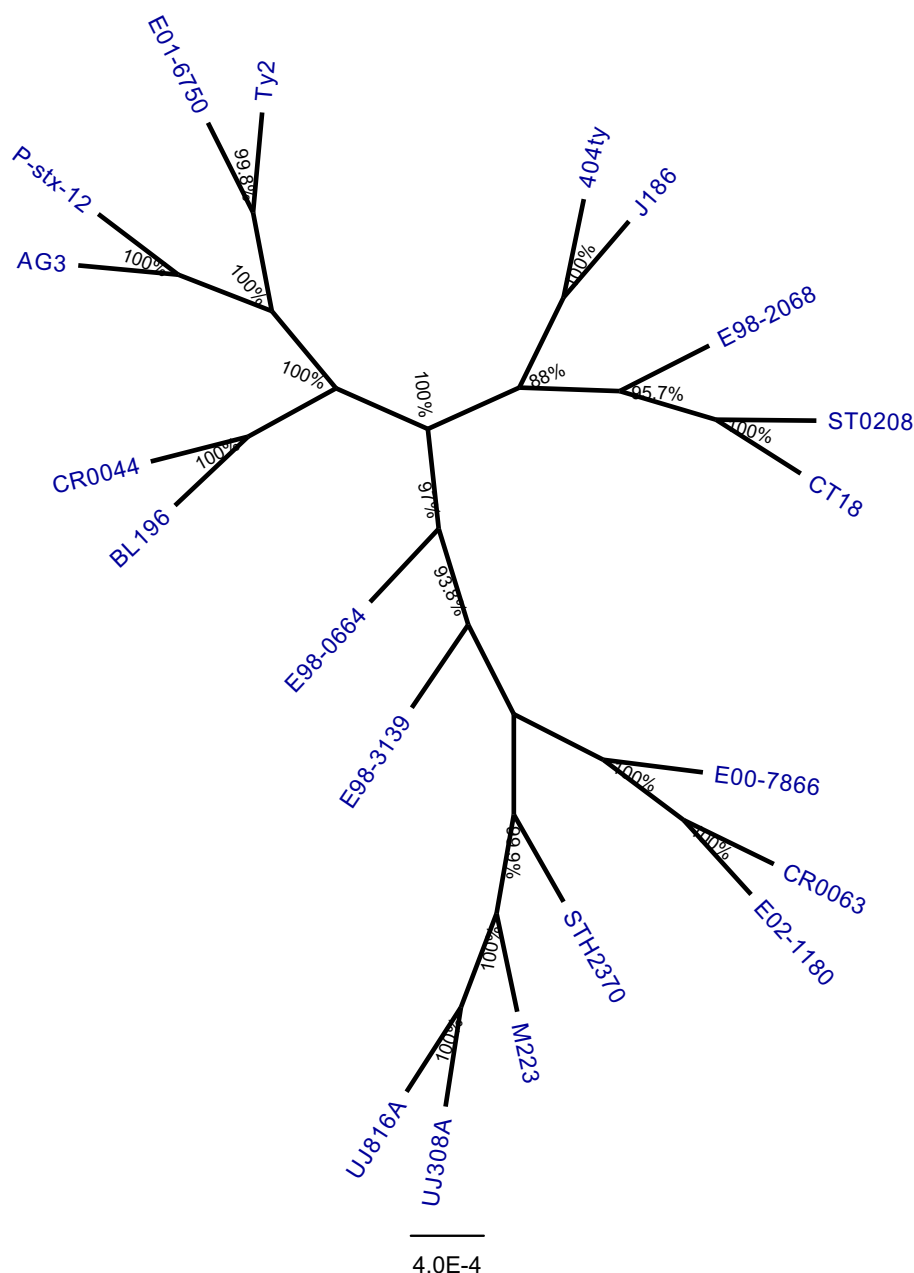 E01-6750
Ty2
99.8%
P-stx-12
AG3
100%
100%
404ty
J186
100%
E98-2068
88%
95.7%
ST0208
100%
CT18
100%
100%
CR0044
100%
BL196
97%
E98-0664
93.8%
E98-3139
E00-7866
100%
CR0063
100%
E02-1180
99.9%
STH2370
100%
M223
100%
UJ816A
UJ308A
4.0E-4